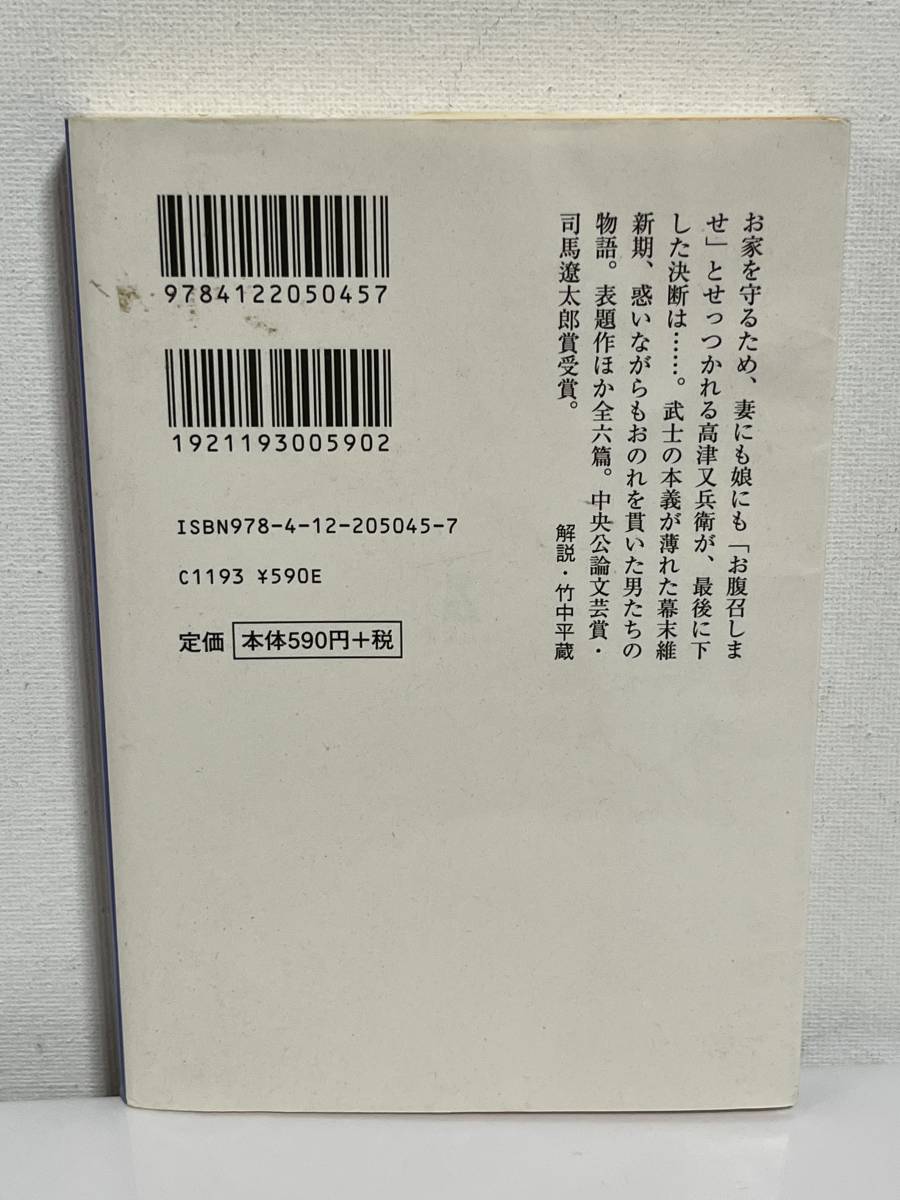 お家を守るため、妻にも娘にも「お腹召しま
せ」とせっつかれる高津又兵衛が、最後に下
した決断は……。武士の本義が薄れた幕末維
新期、惑いながらもおのれを貫いた男たちの
物語。表題作ほか全六篇。中央公論文芸賞・
司馬遼太郎賞受賞。
解説・竹中平蔵
9784122050457
1921193005902
ISBN978-4-12-205045-7
C1193 ¥590E
定価 本体590円+税